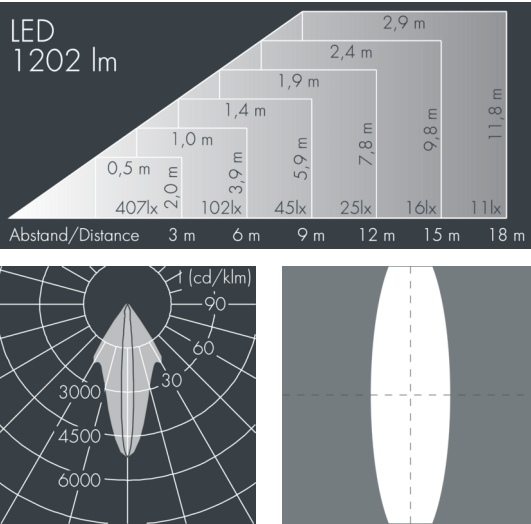 LED
1202 lm
2,9 m
2,4 m
1,9 m
1,4 m
1,0 m
0,5 m
2,0 m
3,9 m
5,9 m
7,8 m
9,8 m
11,8 m
407lx 102lx 45lx 25lx 16lx 11lx
Abstand/Distance 3 m 6 m 9 m 12 m 15 m 18 m
I (cd/klm)
90
60
30
3000
4500
6000